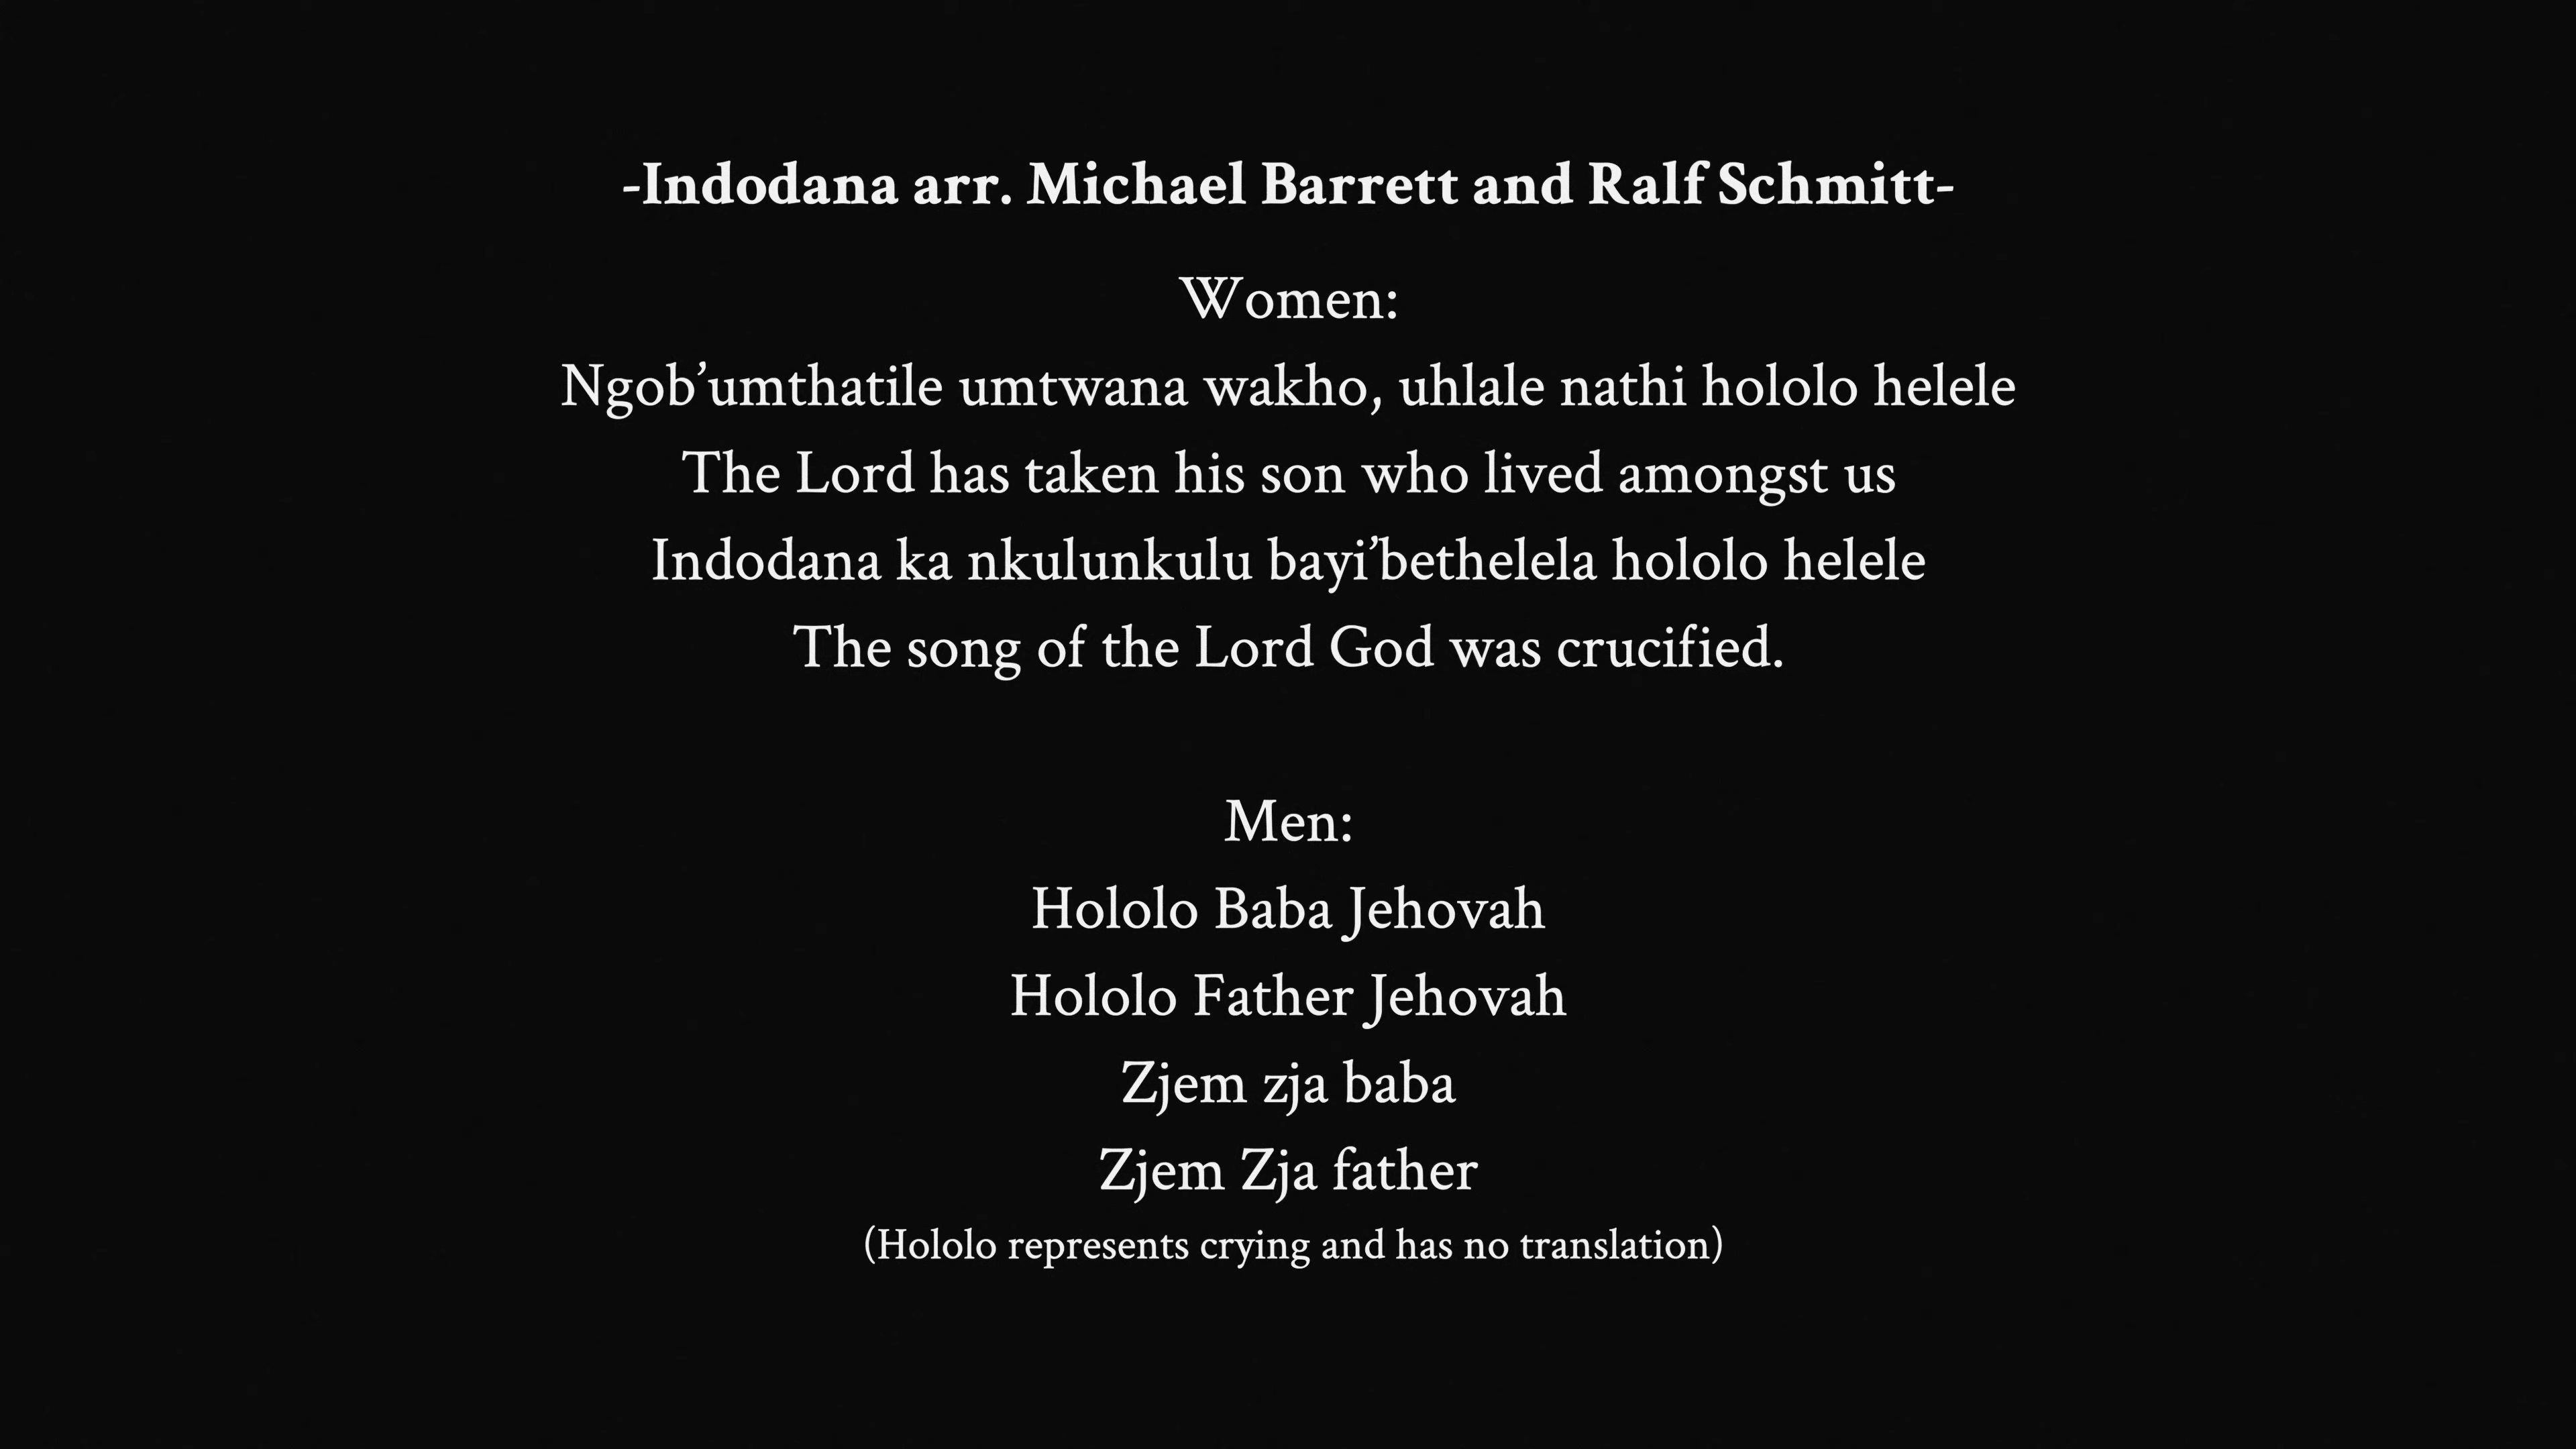 -Indodana arr. Michael Barrett and Ralf Schmitt-
Women:
Ngob’umthatile umtwana wakho, uhlale nathi hololo helele
The Lord has taken his son who lived amongst us
Indodana ka nkulunkulu bayi’bethelela hololo helele
The song of the Lord God was crucified.
Men:
Hololo Baba Jehovah
Hololo Father Jehovah
Zjem zja baba
Zjem Zja father
(Hololo represents crying and has no translation)